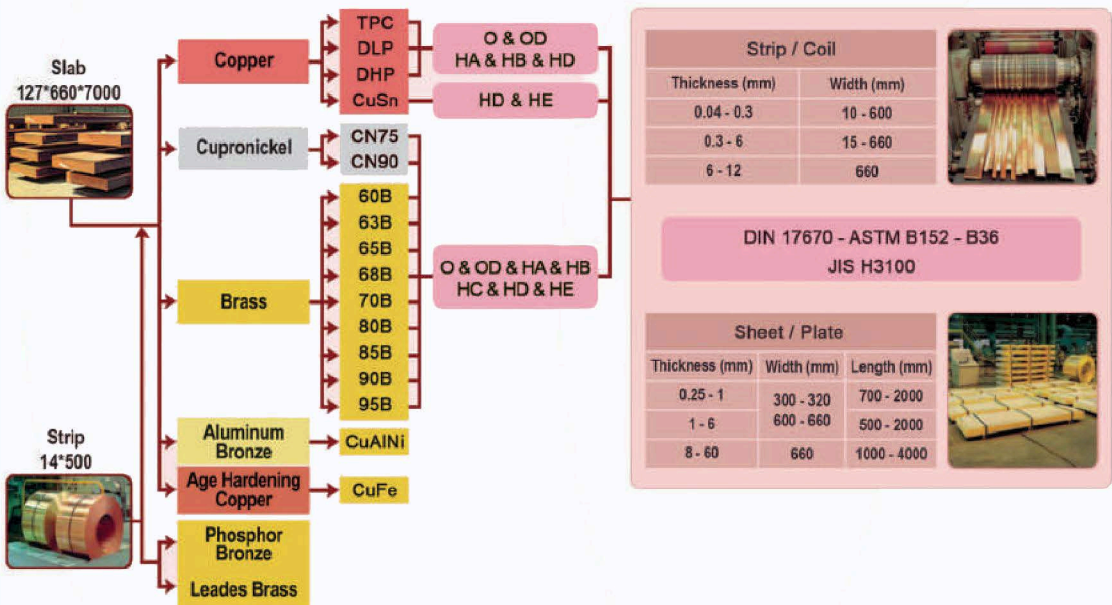 Slab
127*660*7000
Strip
14*500
Copper
Cupronickel
Brass
Aluminum
Bronze
Age Hardening
Copper
Phosphor
Bronze
Leades Brass
TPC
DLP
DHP
CuSn
CN75
CN90
60B
63B
65B
68B
70B
80B
85B
90B
95B
CuAlNi
CuFe
O & OD
HA & HB & HD
HD & HE
O & OD & HA & HB
HC & HD & HE
Strip / Coil
Thickness (mm) Width (mm)
0.04 - 0.3 10 - 600
0.3 - 6 15 - 660
6 - 12 660
DIN 17670 - ASTM B152 - B36
JIS H3100
Sheet / Plate
Thickness (mm) Width (mm) Length (mm)
0.25 - 1 300 - 320 700 - 2000
1 - 6 600 - 660 500 - 2000
8 - 60 660 1000 - 4000